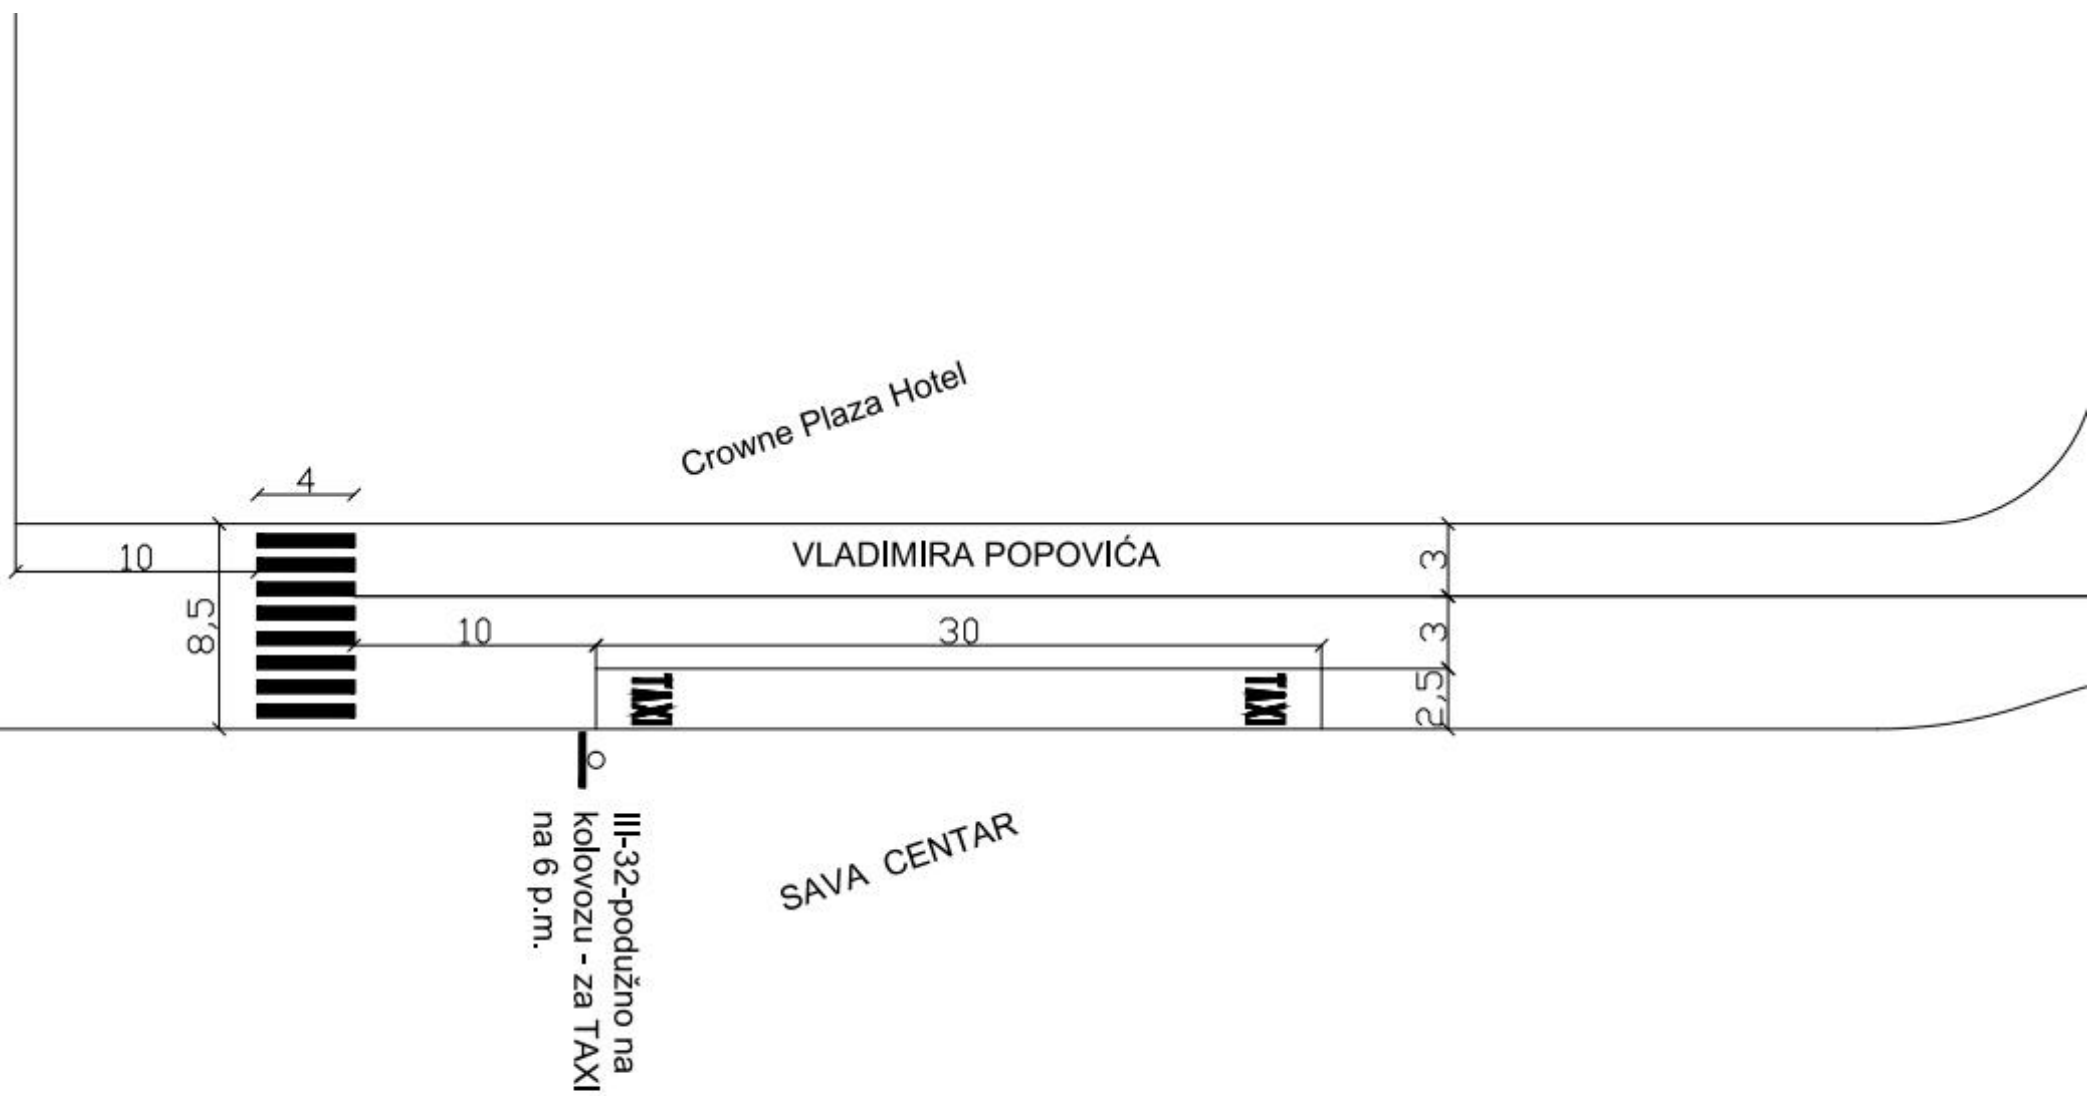 Crowne Plaza Hotel
4
VLADIMIRA POPOVIĆA
10
3
8,5
10
30
3
TAXI
TAXI
2,5
III-32-podužno na
kolovozu - za TAXI
na 6 p.m.
SAVA CENTAR